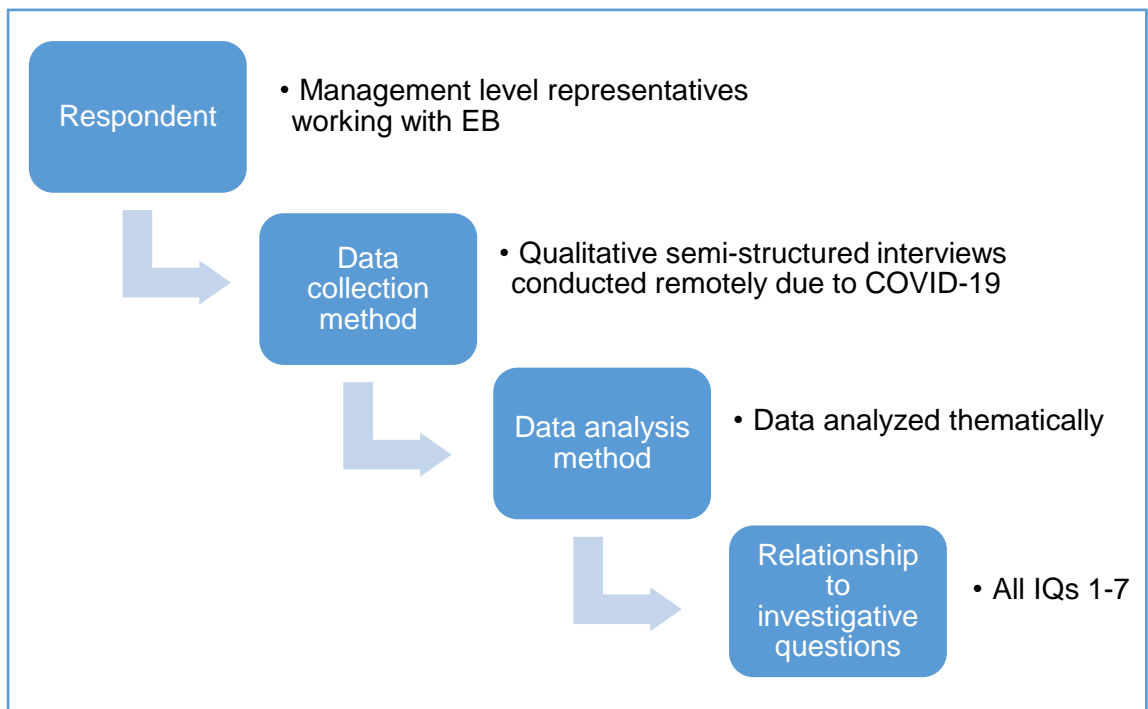 Respondent
• Management level representatives
working with EB
Data
collection
method
• Qualitative semi-structured interviews
conducted remotely due to COVID-19
Data analysis
method
• Data analyzed thematically
Relationship
to
investigative
questions
• All IQs 1-7